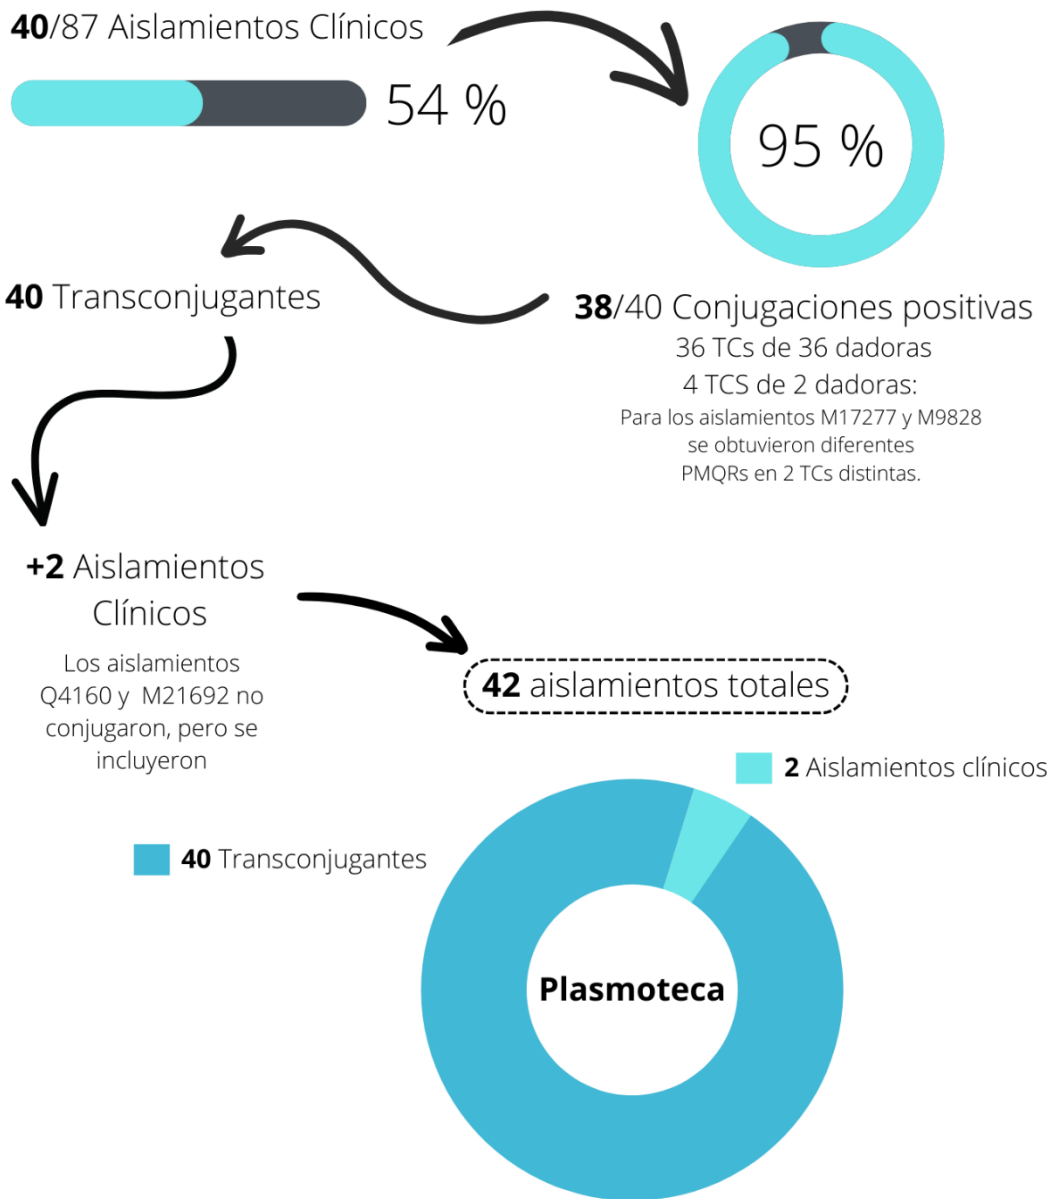 40/87 Aislamientos Clínicos
54 %
95 %
40 Transconjugantes
38/40 Conjugaciones positivas
36 TCs de 36 dadoras
4 TCS de 2 dadoras:
Para los aislamientos M17277 y M9828
se obtuvieron diferentes
PMQRs en 2 TCs distintas.
+2 Aislamientos
Clínicos
Los aislamientos
Q4160 y M21692 no
conjugaron, pero se
incluyeron
42 aislamientos totales
2 Aislamientos clínicos
40 Transconjugantes
Plasmoteca